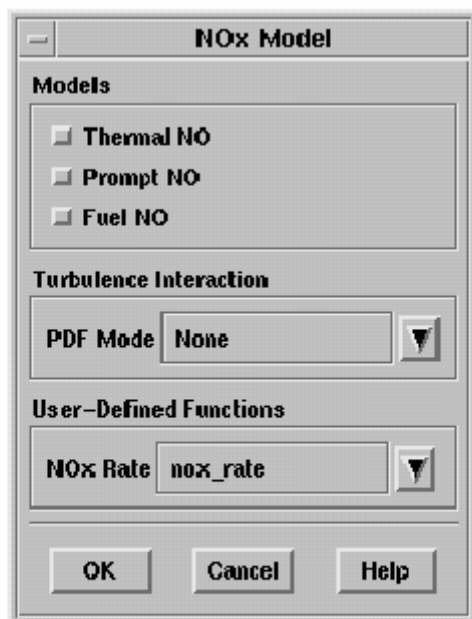 NOx Model
Models
Thermal NO
Prompt NO
Fuel NO
Turbulence Interaction
PDF Mode None
User-Defined Functions
NOx Rate nox_rate
OK Cancel Help